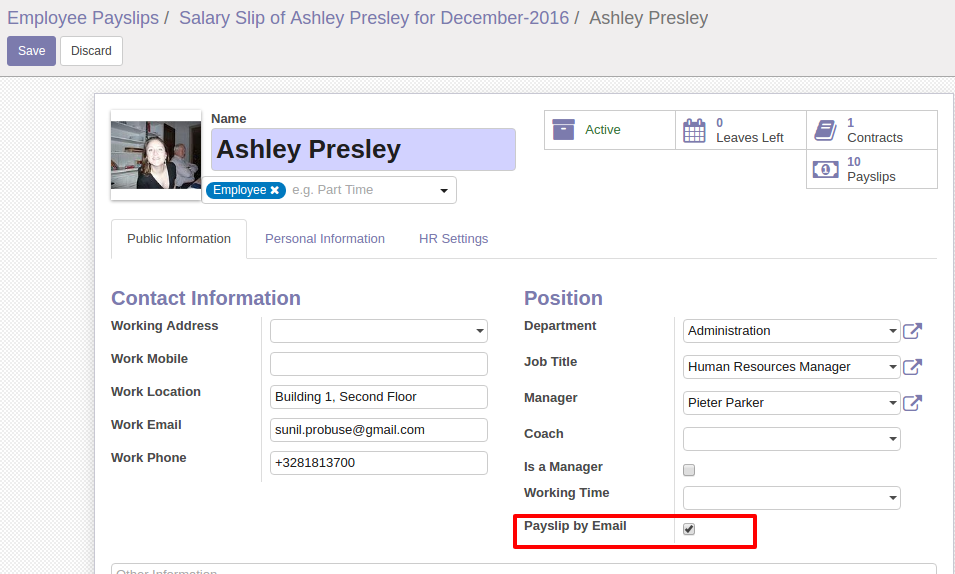 Employee Payslips / Salary Slip of Ashley Presley for December-2016 / Ashley Presley
Save Discard
Name
Ashley Presley
Employee ✖ e.g. Part Time
Active
0
Leaves Left
1
Contracts
10
Payslips
Public Information Personal Information HR Settings
Contact Information
Working Address
Work Mobile
Work Location Building 1, Second Floor
Work Email sunil.probuse@gmail.com
Work Phone +3281813700
Position
Department Administration
Job Title Human Resources Manager
Manager Pieter Parker
Coach
Is a Manager
Working Time
Payslip by Email
Other Information